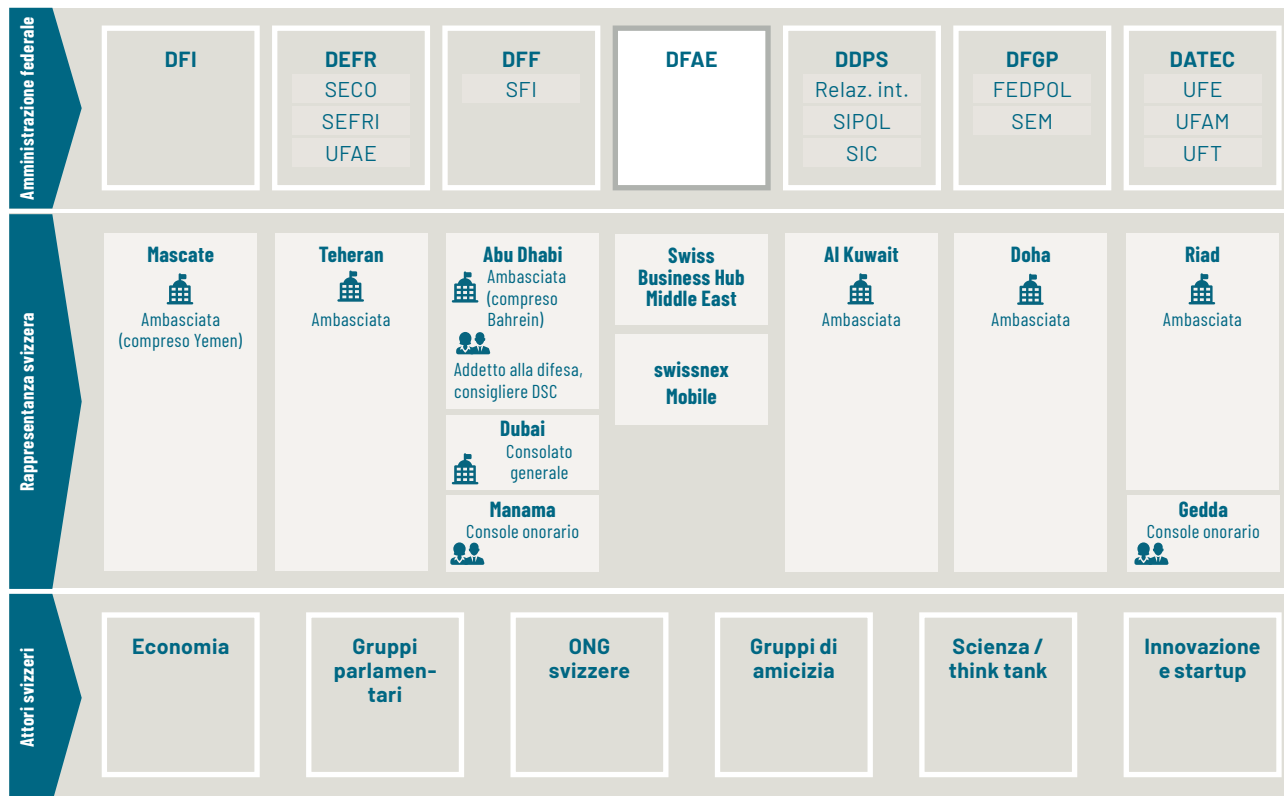 Amministrazione federale
DFI
DEFR
SECO
SEFRI
UFAE
DFF
SFI
DFAE
DDPS
Relaz. int.
SIPOL
SIC
DFGP
FEDPOL
SEM
DATEC
UFE
UFAM
UFT
Rappresentanza svizzera
Mascate
Ambasciata
(compreso Yemen)
Teheran
Ambasciata
Abu Dhabi
Ambasciata
(compreso
Bahrein)
Addetto alla difesa,
consigliere DSC
Dubai
Consolato
generale
Manama
Console onorario
Swiss
Business Hub
Middle East
swissnex
Mobile
Al Kuwait
Ambasciata
Doha
Ambasciata
Riad
Ambasciata
Gedda
Console onorario
Attori svizzeri
Economia
Gruppi
parlamen-
tari
ONG
svizzere
Gruppi di
amicizia
Scienza /
think tank
Innovazione
e startup